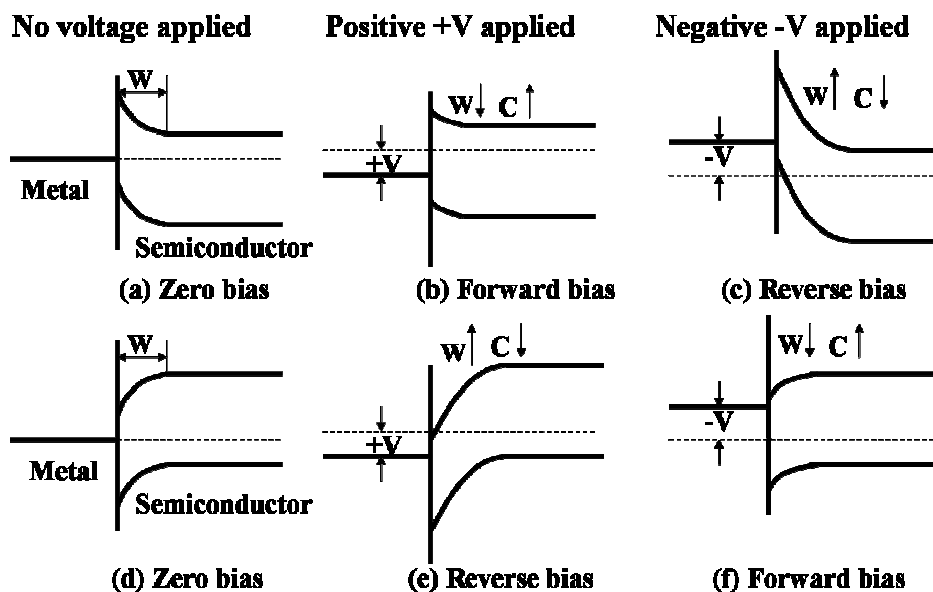 No voltage applied
Positive +V applied
Negative -V applied
W
W↓ C↑
W↑ C↓
+V
-V
Metal
Semiconductor
(a) Zero bias
(b) Forward bias
(c) Reverse bias
W
W↑ C↓
W↓ C↑
+V
-V
Metal
Semiconductor
(d) Zero bias
(e) Reverse bias
(f) Forward bias